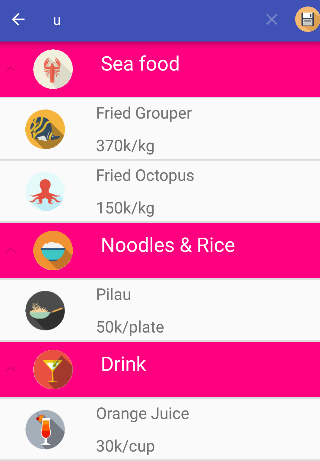 u
Sea food
Fried Grouper
370k/kg
Fried Octopus
150k/kg
Noodles & Rice
Pilau
50k/plate
Drink
Orange Juice
30k/cup